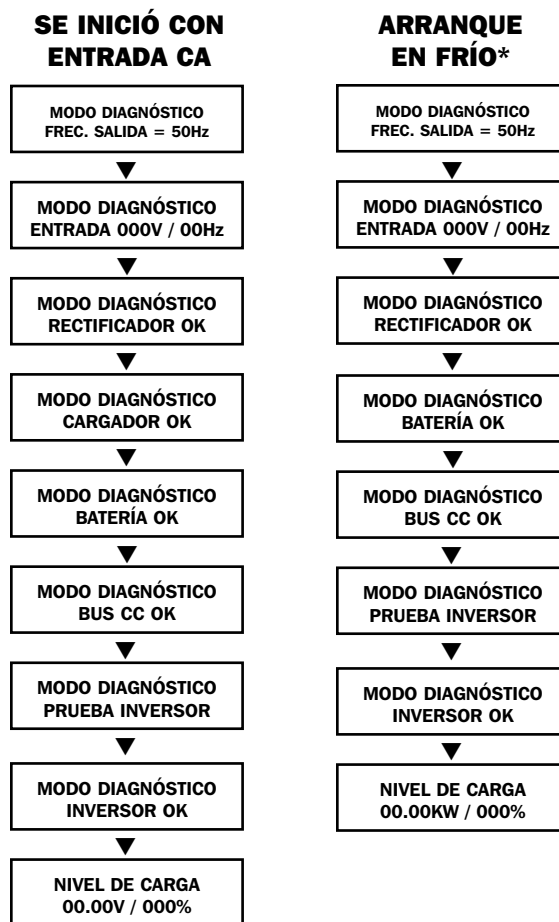 SE INICIÓ CON
ENTRADA CA
MODO DIAGNÓSTICO
FREC. SALIDA = 50Hz
MODO DIAGNÓSTICO
ENTRADA 000V / 00Hz
MODO DIAGNÓSTICO
RECTIFICADOR OK
MODO DIAGNÓSTICO
CARGADOR OK
MODO DIAGNÓSTICO
BATERÍA OK
MODO DIAGNÓSTICO
BUS CC OK
MODO DIAGNÓSTICO
PRUEBA INVERSOR
MODO DIAGNÓSTICO
INVERSOR OK
NIVEL DE CARGA
00.00V / 000%
ARRANQUE
EN FRÍO*
MODO DIAGNÓSTICO
FREC. SALIDA = 50Hz
MODO DIAGNÓSTICO
ENTRADA 000V / 00Hz
MODO DIAGNÓSTICO
RECTIFICADOR OK
MODO DIAGNÓSTICO
BATERÍA OK
MODO DIAGNÓSTICO
BUS CC OK
MODO DIAGNÓSTICO
PRUEBA INVERSOR
MODO DIAGNÓSTICO
INVERSOR OK
NIVEL DE CARGA
00.00KW / 000%